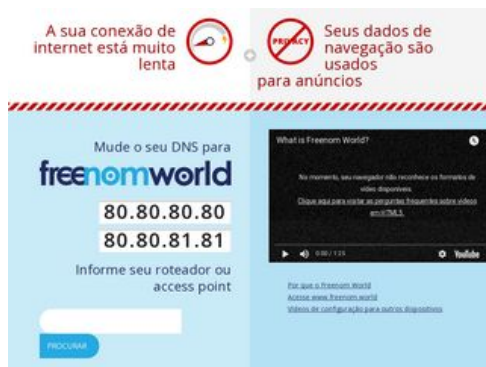 A sua conexão de
internet está muito
lenta
PRIVACY
Seus dados de
navegação são
usados
para anúncios
Mude o seu DNS para
freenomworld
80.80.80.80
80.80.81.81
Informe seu roteador ou
access point
PROCURAR
What is Freenom World?
No momento, seu navegador não reconhece os formatos de
vídeo disponíveis.
Clique aqui para visitar as perguntas frequentes sobre vídeos
em HTML5.
0:00 / 1:25
YouTube
Por que o Freenom World
Acesse www.freenom.world
Vídeos de configuração para outros dispositivos